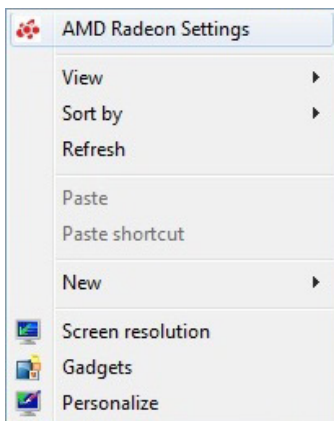 AMD Radeon Settings
View
Sort by
Refresh
Paste
Paste shortcut
New
Screen resolution
Gadgets
Personalize